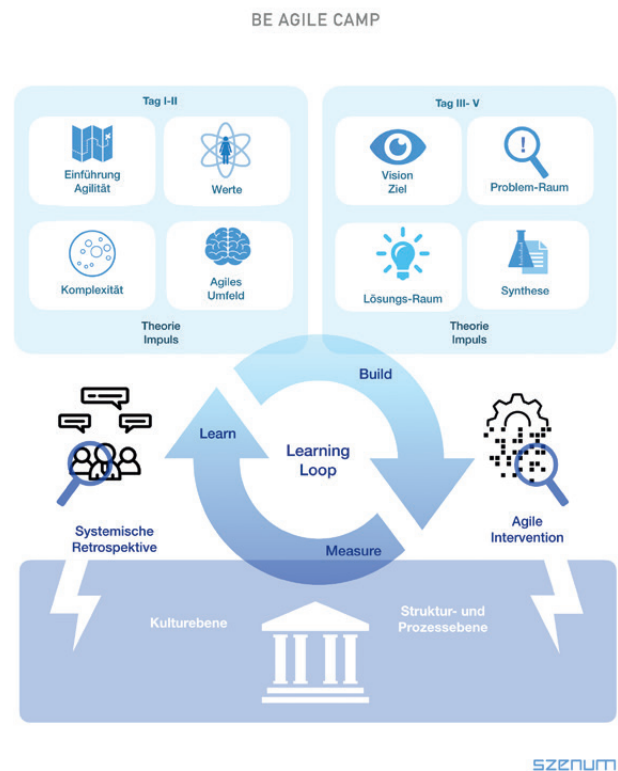 BE AGILE CAMP
Tag I-II
Einführung
Agilität
Werte
Komplexität
Agiles
Umfeld
Theorie
Impuls
Tag III- V
Vision
Ziel
Problem-Raum
!
Lösungs-Raum
Synthese
Theorie
Impuls
Build
Learn
Learning
Loop
Measure
Systemische
Retrospektive
Agile
Intervention
Kulturebene
Struktur- und
Prozessebene
szenum